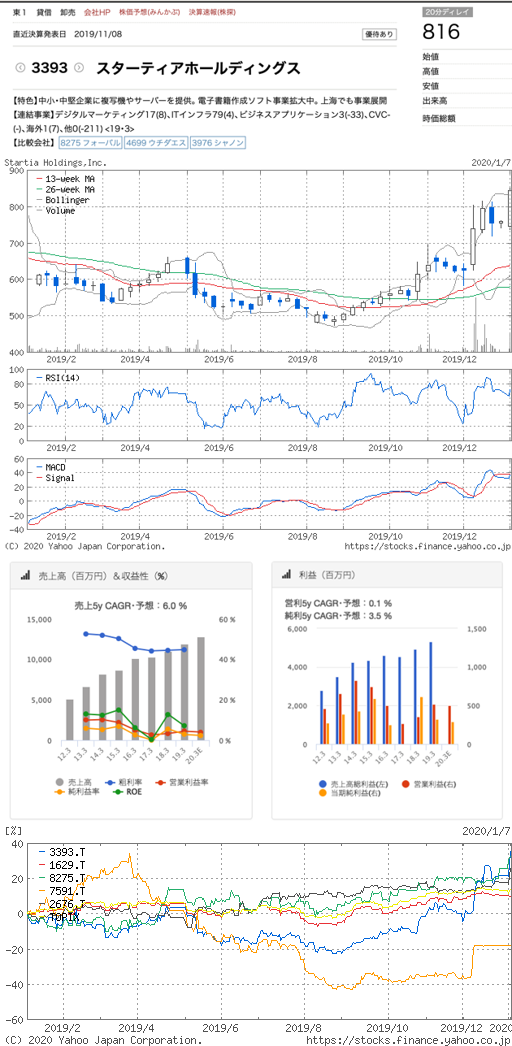 東1 貸借 卸売 会社HP 株価予想(みんかぶ) 決算速報(株探)
20分ディレイ
816
直近決算発表日 2019/11/08 優待あり
3393 スターティアホールディングス
始値
高値
安値
出来高
時価総額
【特色】中小・中堅企業に複写機やサーバーを提供。電子書籍作成ソフト事業拡大中。上海でも事業展開
【連結事業】デジタルマーケティング17(8)、ITインフラ79(4)、ビジネスアプリケーション3(-33)、CVC-
(-)、海外1(7)、他0(-211) <19・3>
【比較会社】 8275 フォーバル 4699 ウチダエス 3976 シャノン
Startia Holdings,Inc. 2020/1/7
900
13-week MA
26-week MA
800
Bollinger
Volume
700
600
500
400
2019/2 2019/4 2019/6 2019/8 2019/10 2019/12
100
RSI(14)
80
60
40
20
0
2019/2 2019/4 2019/6 2019/8 2019/10 2019/12
60
MACD
40
Signal
20
0
-20
-40
2019/2 2019/4 2019/6 2019/8 2019/10 2019/12
(C) 2020 Yahoo Japan Corporation. https://stocks.finance.yahoo.co.jp
売上高（百万円）＆収益性（%）
売上5y CAGR・予想：6.0 %
15,000 60 %
10,000 40 %
5,000 20 %
0 0 %
12.3 13.3 14.3 15.3 16.3 17.3 18.3 19.3 20.3E
売上高 粗利率 営業利益率
純利益率 ROE
利益（百万円）
営利5y CAGR・予想：0.1 %
純利5y CAGR・予想：3.5 %
6,000 1,500
4,000 1,000
2,000 500
0 0
12.3 13.3 14.3 15.3 16.3 17.3 18.3 19.3 20.3E
売上高総利益(左) 営業利益(右)
当期純利益(右)
[%] 2020/1/7
40
3393.T
1629.T
20
8275.T
7591.T
2676.T
0
TOPIX
-20
-40
-60
2019/2 2019/4 2019/6 2019/8 2019/10 2019/12 2020
(C) 2020 Yahoo Japan Corporation. https://stocks.finance.yahoo.co.jp